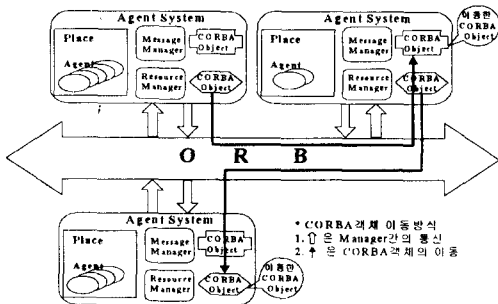 Agent System
Place
Agent
Message Manager
CORBA Object
Resource Manager
CORBA Object
Agent System
Place
Agent
Message Manager
CORBA Object
Resource Manager
CORBA Object
이동한 CORBA Object
O R B
Agent System
Place
Agent
Message Manager
CORBA Object
Resource Manager
CORBA Object
이동한 CORBA Object
* CORBA객체 이동방식
1. ⇧ 은 Manager간의 통신
2. ↑ 은 CORBA객체의 이동